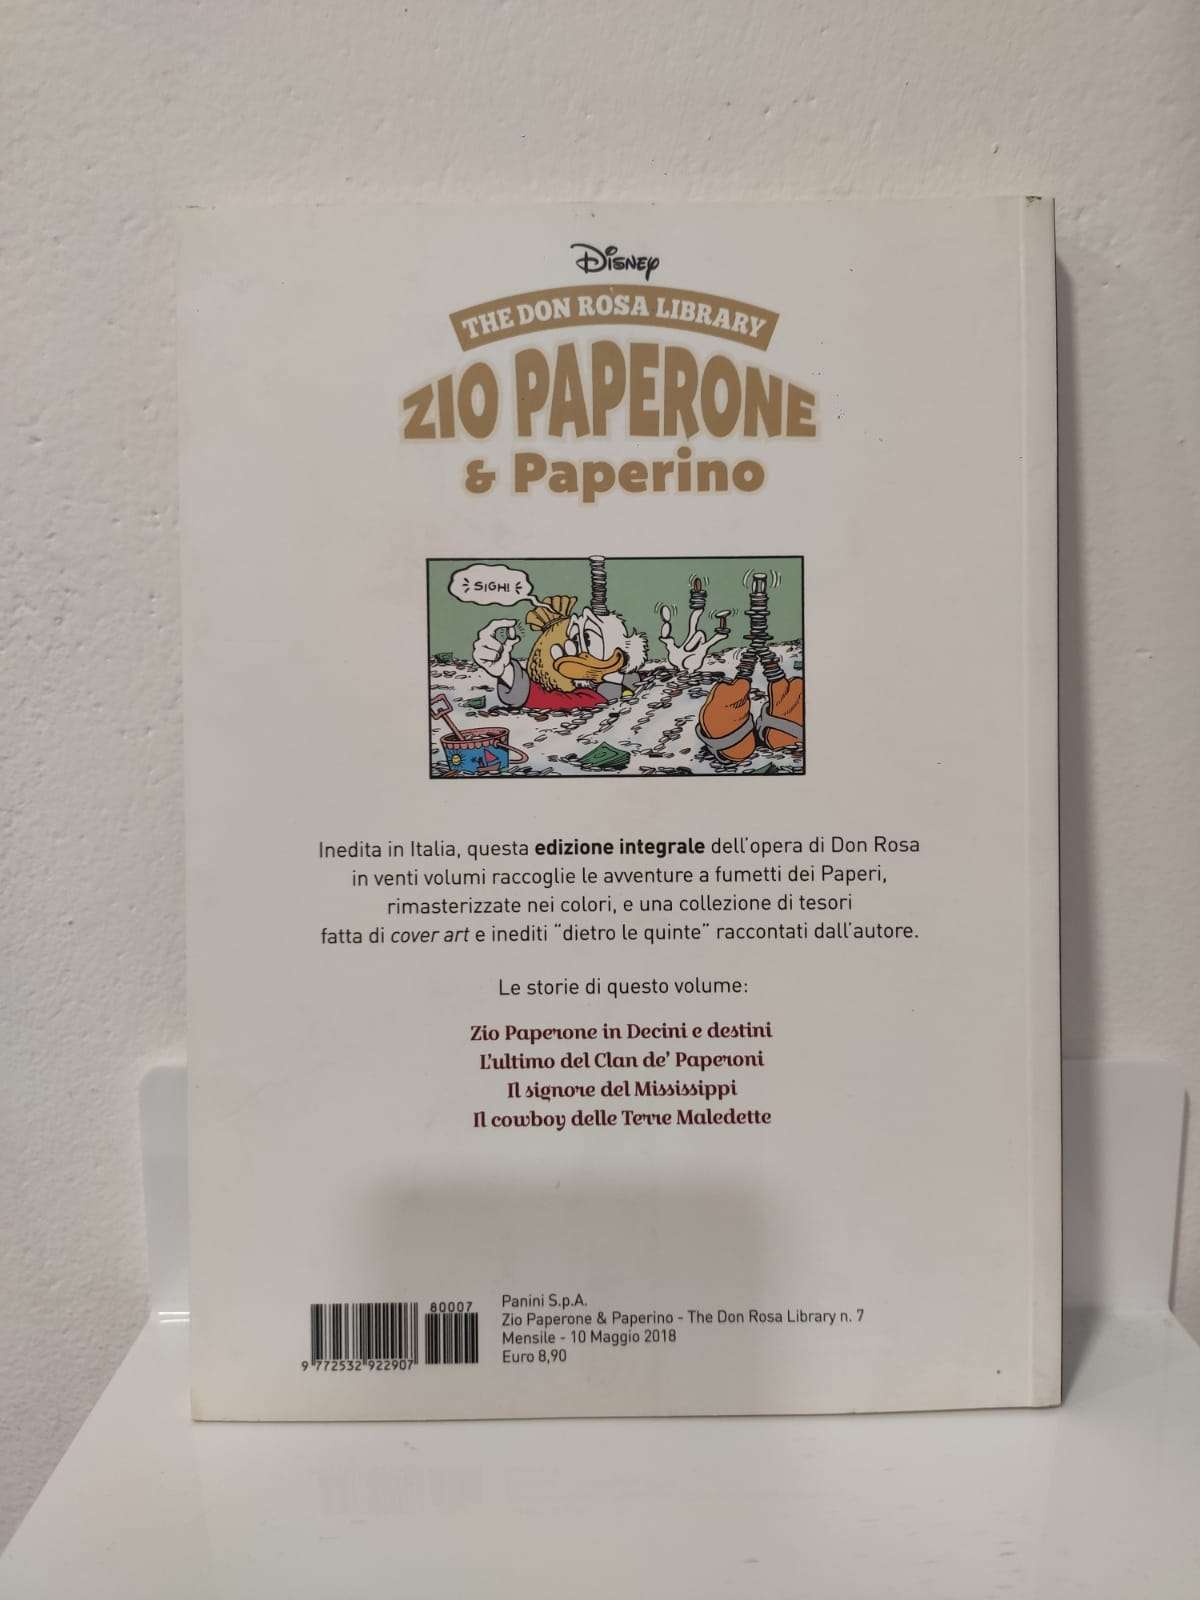 Disney
THE DON ROSA LIBRARY
ZIO PAPERONE
& Paperino
SIGH!
Inedita in Italia, questa edizione integrale dell'opera di Don Rosa
in venti volumi raccoglie le avventure a fumetti dei Paperi,
rimasterizzate nei colori, e una collezione di tesori
fatta di cover art e inediti “dietro le quinte” raccontati dall'autore.
Le storie di questo volume:
Zio Paperone in Decini e destini
L'ultimo del Clan de' Paperoni
Il signore del Mississippi
Il cowboy delle Terre Maledette
80007
9 772532 922907
Panini S.p.A.
Zio Paperone & Paperino - The Don Rosa Library n. 7
Mensile - 10 Maggio 2018
Euro 8,90